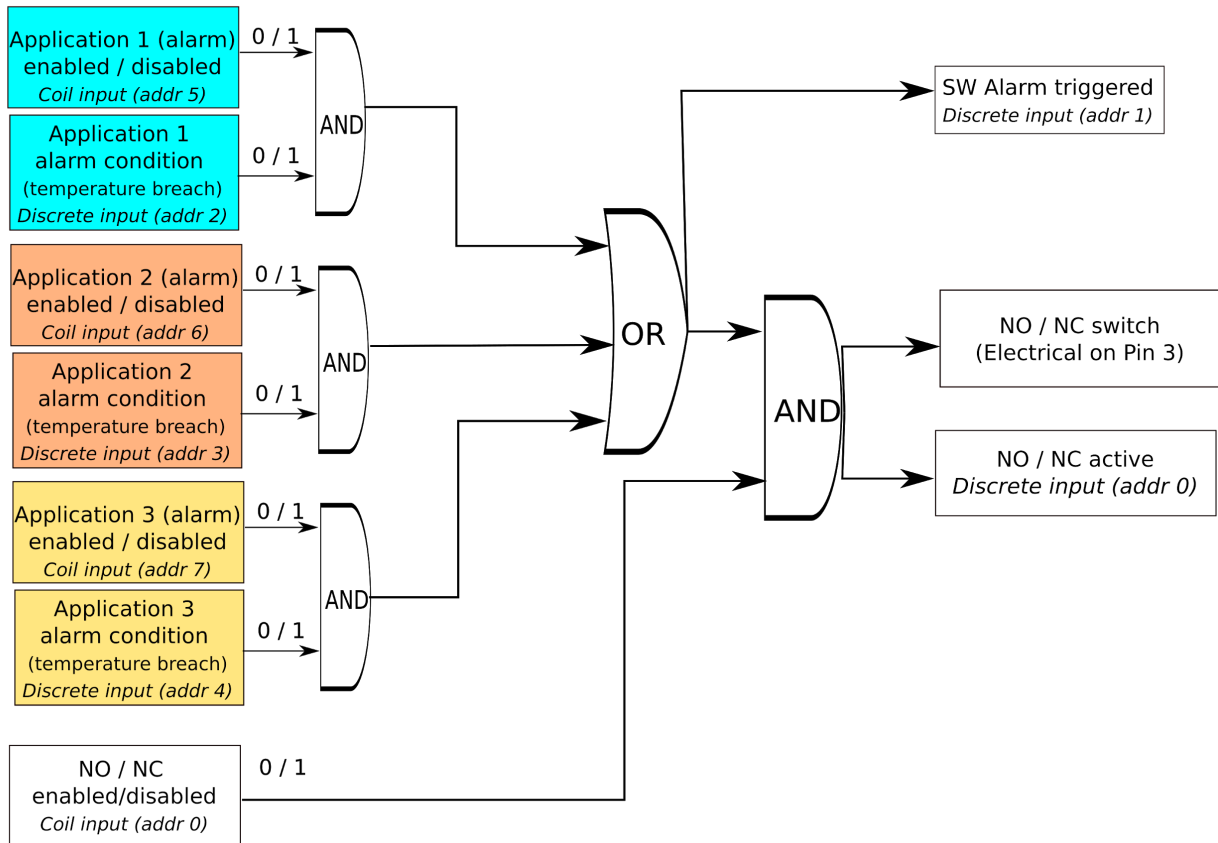 Application 1 (alarm)
enabled / disabled
Coil input (addr 5)
0 / 1
Application 1
alarm condition
(temperature breach)
Discrete input (addr 2)
0 / 1
AND
Application 2 (alarm)
enabled / disabled
Coil input (addr 6)
0 / 1
Application 2
alarm condition
(temperature breach)
Discrete input (addr 3)
0 / 1
AND
Application 3 (alarm)
enabled / disabled
Coil input (addr 7)
0 / 1
Application 3
alarm condition
(temperature breach)
Discrete input (addr 4)
0 / 1
AND
NO / NC
enabled/disabled
Coil input (addr 0)
0 / 1
OR
AND
SW Alarm triggered
Discrete input (addr 1)
NO / NC switch
(Electrical on Pin 3)
NO / NC active
Discrete input (addr 0)